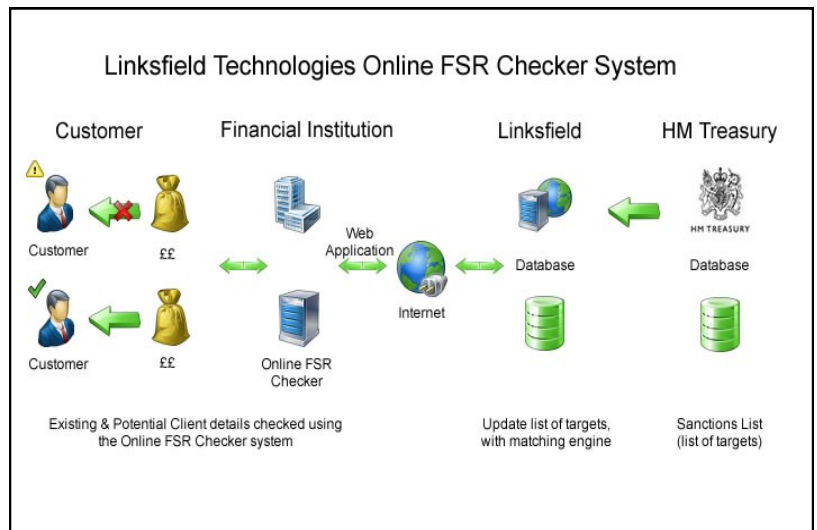 Linksfield Technologies Online FSR Checker System
Customer
Financial Institution
Linksfield
HM Treasury
Customer
££
Web
Application
Internet
Database
HM TREASURY
Database
Customer
££
Online FSR
Checker
Existing & Potential Client details checked using
the Online FSR Checker system
Update list of targets,
with matching engine
Sanctions List
(list of targets)